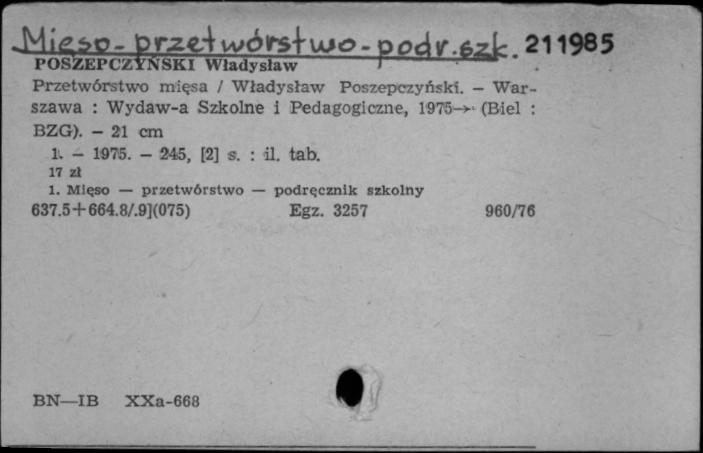 Mięso - przetwórstwo - podr. szk. 211985
POSZEPCZYŃSKI Władysław
Przetwórstwo mięsa / Władysław Poszepczyński. — War-
szawa : Wydaw-a Szkolne i Pedagogiczne, 1975→ (Biel :
BZG). — 21 cm
1. — 1975. — 245, [2] s. : il. tab.
17 zł
1. Mięso — przetwórstwo — podręcznik szkolny
637.5+664.8/.9](075) Egz. 3257 960/76
BN—IB XXa-668